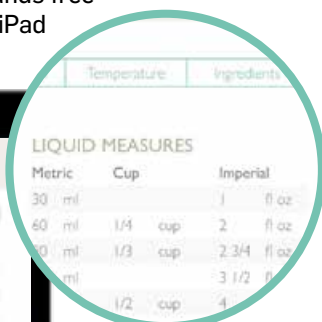 ands free
iPad
Temperature Ingredients
LIQUID MEASURES
Metric Cup Imperial
30 ml 1 fl oz
60 ml 1/4 cup 2 fl oz
ml 1/3 cup 2 3/4 fl oz
ml 3 1/2 fl
1/2 cup 4